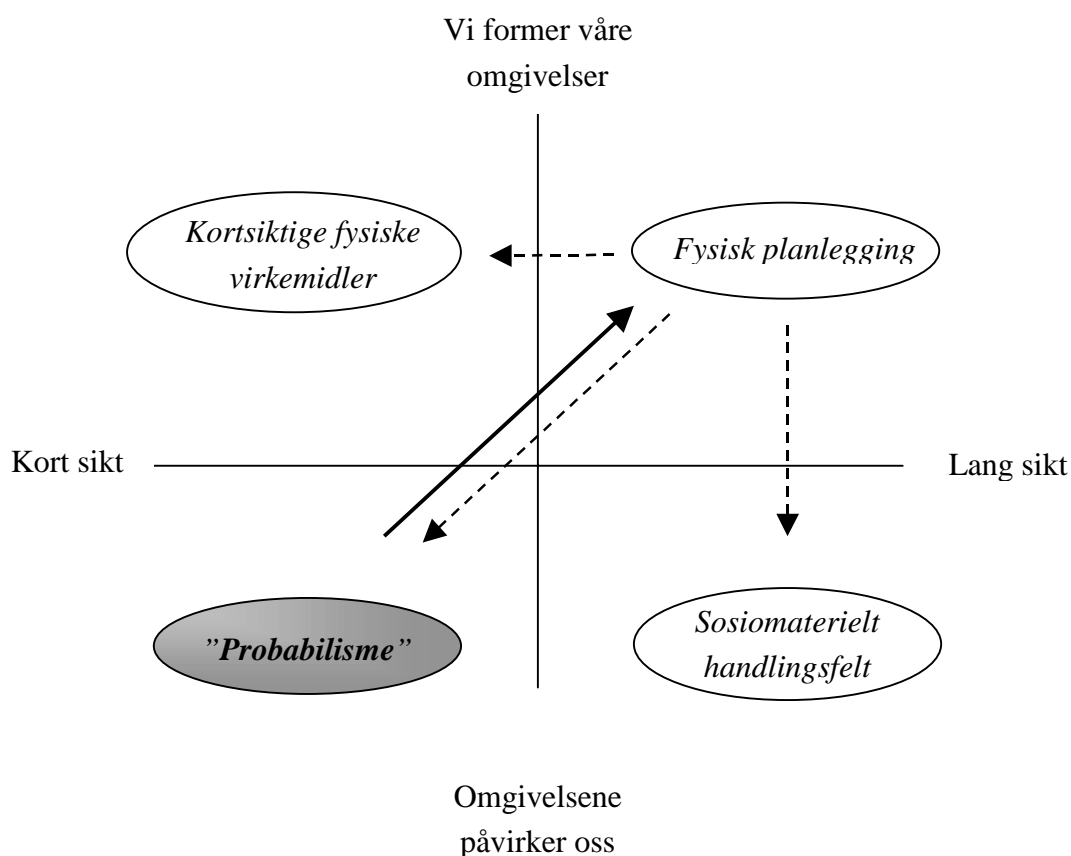 Vi former våre
omgivelser
Kortsiktige fysiske
virkemidler
Fysisk planlegging
Kort sikt
Lang sikt
”Probabilisme”
Sosiomaterielt
handlingsfelt
Omgivelsene
påvirker oss